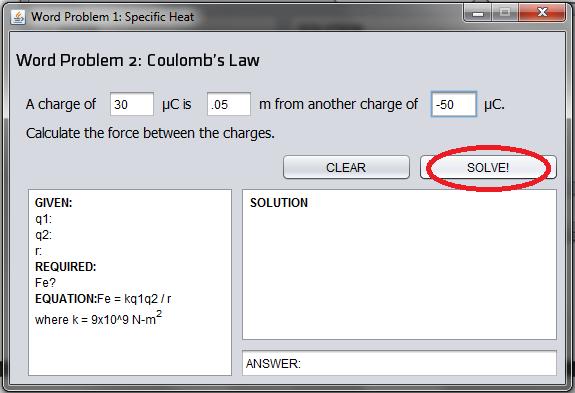 Word Problem 1: Specific Heat
Word Problem 2: Coulomb's Law
A charge of 30 µC is .05 m from another charge of -50 µC.
Calculate the force between the charges.
CLEAR SOLVE!
GIVEN:
q1:
q2:
r:
REQUIRED:
Fe?
EQUATION:Fe = kq1q2 / r
where k = 9x10^9 N-m2
SOLUTION
ANSWER: